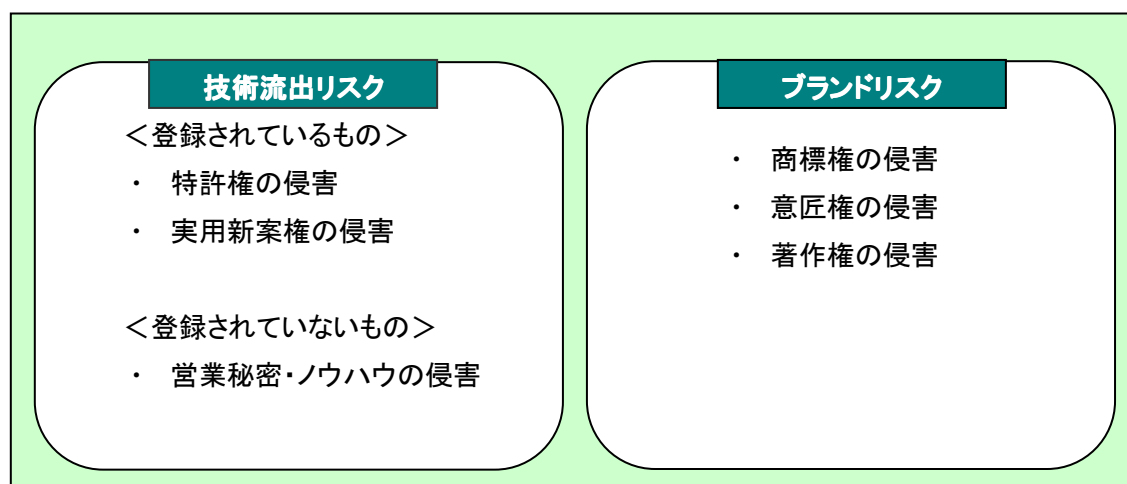 技術流出リスク
＜登録されているもの＞
・ 特許権の侵害
・ 実用新案権の侵害
＜登録されていないもの＞
・ 営業秘密・ノウハウの侵害
ブランドリスク
・ 商標権の侵害
・ 意匠権の侵害
・ 著作権の侵害